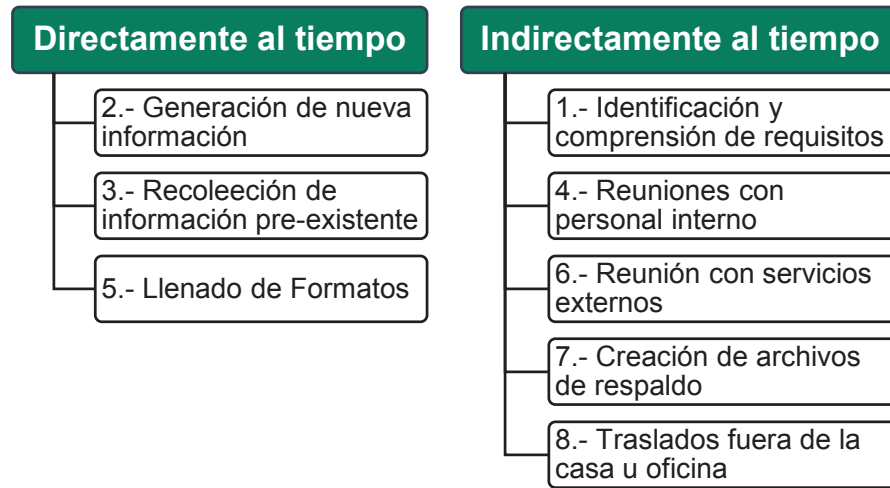 Directamente al tiempo
2.- Generación de nueva
información
3.- Recoleeción de
información pre-existente
5.- Llenado de Formatos
Indirectamente al tiempo
1.- Identificación y
comprensión de requisitos
4.- Reuniones con
personal interno
6.- Reunión con servicios
externos
7.- Creación de archivos
de respaldo
8.- Traslados fuera de la
casa u oficina